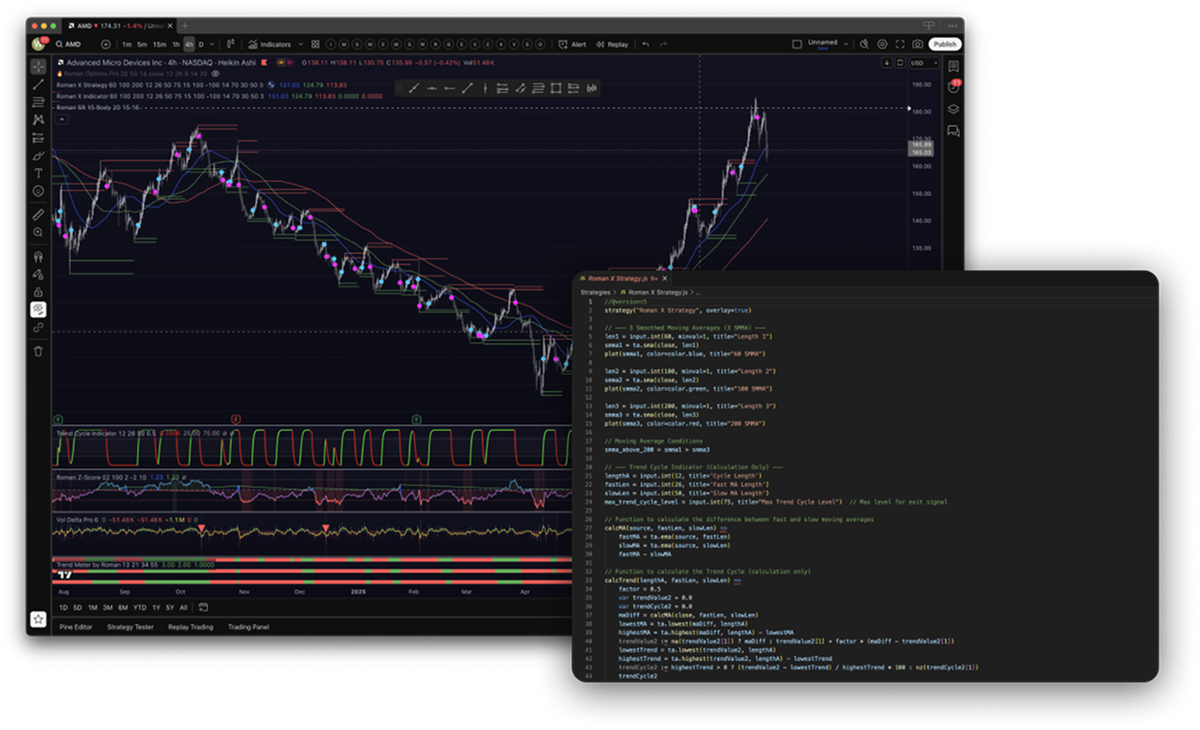 AMD ▼ 174.31 −1.4% / Unna
AMD
1m 5m 15m 1h 4h D
Indicators
Alert
Replay
Unnamed
Save
Publish
Advanced Micro Devices Inc · 4h · NASDAQ · Heikin Ashi
O138.11 H138.11 L135.75 C135.99 −0.57 (−0.42%) Vol51.48K
USD
Roman Options Pro 20 50 14 close 12 26 9 14 20
Roman X Strategy 60 100 200 12 26 50 75 15 100 -100 14 70 30 50 3 131.03 124.79 113.83
Roman X Indicator 60 100 200 12 26 50 75 15 100 -100 14 70 30 50 3 131.03 124.79 113.83 0.0000 0.0000
Roman SR 15 Body 20 15 16
190.00
180.00
170.00
165.99
165.03
160.00
150.00
140.00
130.00
Trend Cycle Indicator 12 26 50 0.5
25.00 75.00
Roman Z-Score 02 100 2 -2 10 1.23 1.23
Vol Delta Pro 6 0 −51.48K −51.48K −1.1M 0 0
Trend Meter by Roman 13 21 34 55 3.00 2.00 1.0000
Aug Sep Oct Nov Dec 2025 Feb Mar Apr
1D 5D 1M 3M 6M YTD 1Y 5Y All
Pine Editor Strategy Tester Replay Trading Trading Panel
JS Roman X Strategy.js 9+ ×
Strategies > JS Roman X Strategy.js > ...
1 //@version=5
2 strategy("Roman X Strategy", overlay=true)
3
4 // --- 3 Smoothed Moving Averages (3 SMMA) ---
5 len1 = input.int(60, minval=1, title="Length 1")
6 smma1 = ta.sma(close, len1)
7 plot(smma1, color=color.blue, title="60 SMMA")
8
9 len2 = input.int(100, minval=1, title="Length 2")
10 smma2 = ta.sma(close, len2)
11 plot(smma2, color=color.green, title="100 SMMA")
12
13 len3 = input.int(200, minval=1, title="Length 3")
14 smma3 = ta.sma(close, len3)
15 plot(smma3, color=color.red, title="200 SMMA")
16
17 // Moving Average Conditions
18 smma_above_200 = smma1 > smma3
19
20 // --- Trend Cycle Indicator (Calculation Only) ---
21 lengthA = input.int(12, title='Cycle Length')
22 fastLen = input.int(26, title='Fast MA Length')
23 slowLen = input.int(50, title='Slow MA Length')
24 max_trend_cycle_level = input.int(75, title="Max Trend Cycle Level") // Max level for exit signal
25
26 // Function to calculate the difference between fast and slow moving averages
27 calcMA(source, fastLen, slowLen) =>
28 fastMA = ta.ema(source, fastLen)
29 slowMA = ta.ema(source, slowLen)
30 fastMA - slowMA
31
32 // Function to calculate the Trend Cycle (calculation only)
33 calcTrend(lengthA, fastLen, slowLen) =>
34 factor = 0.5
35 var trendValue2 = 0.0
36 var trendCycle2 = 0.0
37 maDiff = calcMA(close, fastLen, slowLen)
38 lowestMA = ta.lowest(maDiff, lengthA)
39 highestMA = ta.highest(maDiff, lengthA) - lowestMA
40 trendValue2 := na(trendValue2[1]) ? maDiff : trendValue2[1] + factor * (maDiff - trendValue2[1])
41 lowestTrend = ta.lowest(trendValue2, lengthA)
42 highestTrend = ta.highest(trendValue2, lengthA) - lowestTrend
43 trendCycle2 := highestTrend > 0 ? (trendValue2 - lowestTrend) / highestTrend * 100 : nz(trendCycle2[1])
44 trendCycle2